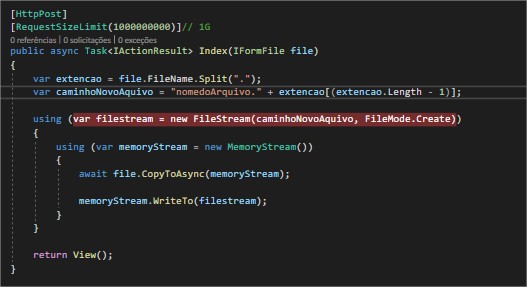 [HttpPost]
[RequestSizeLimit(1000000000)]// 1G
0 referências | 0 solicitações | 0 exceções
public async Task<IActionResult> Index(IFormFile file)
{
var extencao = file.FileName.Split(".");
var caminhoNovoAquivo = "nomedoArquivo." + extencao[(extencao.Length - 1)];
using (var filestream = new FileStream(caminhoNovoAquivo, FileMode.Create))
{
using (var memoryStream = new MemoryStream())
{
await file.CopyToAsync(memoryStream);
memoryStream.WriteTo(filestream);
}
}
return View();
}